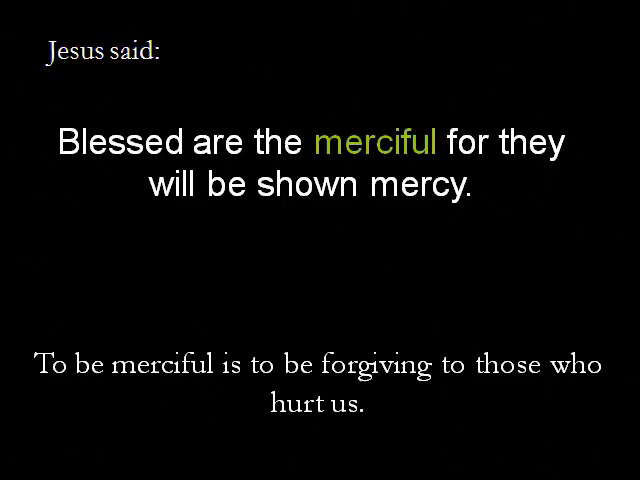 Jesus said:
Blessed are the merciful for they
will be shown mercy.
To be merciful is to be forgiving to those who
hurt us.